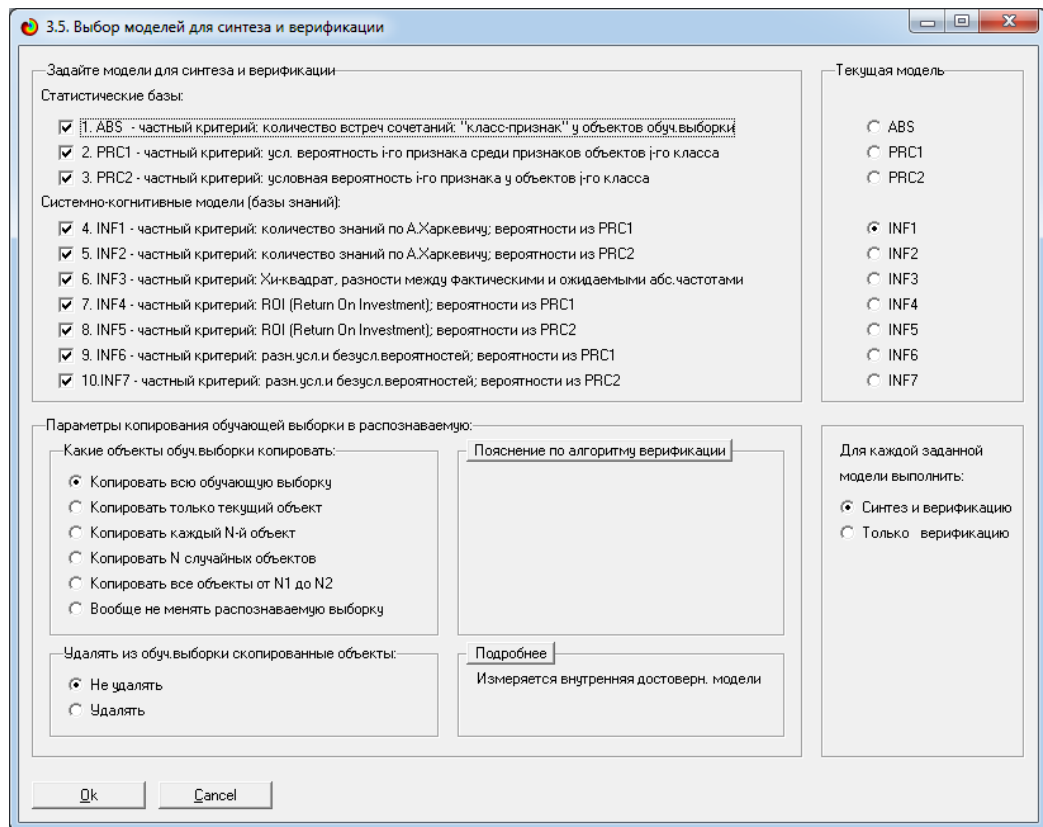 3.5. Выбор моделей для синтеза и верификации
Задайте модели для синтеза и верификации
Статистические базы:
1. ABS - частный критерий: количество встреч сочетаний: "класс-признак" у объектов обуч.выборки
2. PRC1 - частный критерий: усл. вероятность i-го признака среди признаков объектов j-го класса
3. PRC2 - частный критерий: условная вероятность i-го признака у объектов j-го класса
Системно-когнитивные модели (базы знаний):
4. INF1 - частный критерий: количество знаний по А.Харкевичу; вероятности из PRC1
5. INF2 - частный критерий: количество знаний по А.Харкевичу; вероятности из PRC2
6. INF3 - частный критерий: Хи-квадрат, разности между фактическими и ожидаемыми абс.частотами
7. INF4 - частный критерий: ROI (Return On Investment); вероятности из PRC1
8. INF5 - частный критерий: ROI (Return On Investment); вероятности из PRC2
9. INF6 - частный критерий: разн.усл.и безусл.вероятностей; вероятности из PRC1
10.INF7 - частный критерий: разн.усл.и безусл.вероятностей; вероятности из PRC2
Текущая модель
ABS
PRC1
PRC2
INF1
INF2
INF3
INF4
INF5
INF6
INF7
Параметры копирования обучающей выборки в распознаваемую:
Какие объекты обуч.выборки копировать:
Копировать всю обучающую выборку
Копировать только текущий объект
Копировать каждый N-й объект
Копировать N случайных объектов
Копировать все объекты от N1 до N2
Вообще не менять распознаваемую выборку
Пояснение по алгоритму верификации
Удалять из обуч.выборки скопированные объекты:
Не удалять
Удалять
Подробнее
Измеряется внутренняя достоверн. модели
Для каждой заданной
модели выполнить:
Синтез и верификацию
Только верификацию
Ok
Cancel